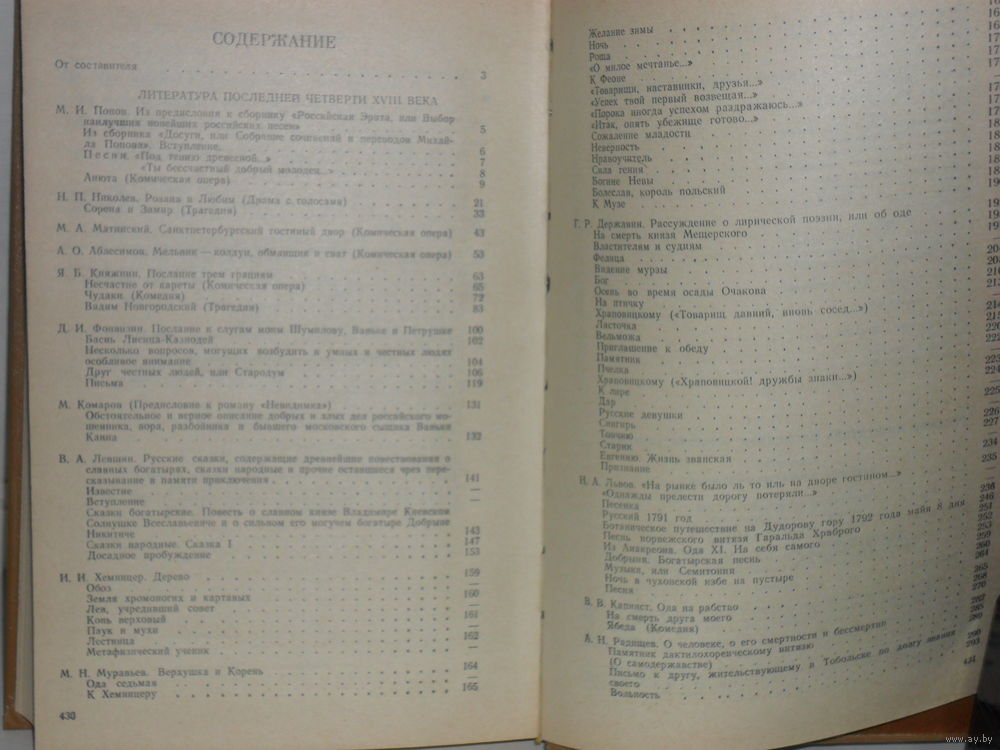 СОДЕРЖАНИЕ
От составителя 3
ЛИТЕРАТУРА ПОСЛЕДНЕЙ ЧЕТВЕРТИ XVIII ВЕКА
М. И. Попов. Из предисловия к сборнику «Российская Эрата, или Выбор
наилучших новейших российских песен» 5
Из сборника «Досуги, или Собрание сочинений и переводов Михай-
ла Попова». Вступление. 6
Песни. «Под тению древесной..» 7
«Ты бессчастный добрый молодец..» 8
Анюта (Комическая опера) 9
Н. П. Николев. Розана и Любим (Драма с голосами) 21
Сорена и Замир (Трагедия) 33
М. А. Матинский. Санктпетербургский гостиный двор (Комическая опера) 43
А. О. Аблесимов. Мельник — колдун, обманщик и сват (Комическая опера) 53
Я. Б. Княжнин. Послание трем грациям 63
Несчастие от кареты (Комическая опера) 65
Чудаки (Комедия) 72
Вадим Новгородский (Трагедия) 83
Д. И. Фонвизин. Послание к слугам моим Шумилову, Ваньке и Петрушке 100
Баснь Лисица-Казнодей 102
Несколько вопросов, могущих возбудить в умных и честных людях
особливое внимание 104
Друг честных людей, или Стародум 106
Письма 119
М. Комаров (Предисловие к роману «Невидимка») 131
Обстоятельное и верное описание добрых и злых дел российского мо-
шенника, вора, разбойника и бывшего московского сыщика Ваньки
Каина 132
В. А. Левшин. Русские сказки, содержащие древнейшие повествования о
славных богатырях, сказки народные и прочие оставшиеся чрез пере-
сказывание в памяти приключения 141
Известие —
Вступление —
Сказки богатырские. Повесть о славном князе Владимире Киевском
Солнушке Всеславьевиче и о сильном его могучем богатыре Добрыне
Никитиче 143
Сказки народные. Сказка I 147
Досадное пробуждение 153
И. И. Хемницер. Дерево 159
Обоз —
Земля хромоногих и картавых 160
Лев, учредивший совет —
Конь верховый 161
Паук и мухи —
Лестница 162
Метафизический ученик —
М. Н. Муравьев. Верхушка и Корень 164
Ода седьмая —
К Хемницеру 165
430
Желание зимы
Ночь
Роща
«О милое мечтанье...»
К Феоне
«Товарищи, наставники, друзья...»
«Успех твой первый возвещая...»
«Порока иногда успехом раздражаюсь...»
«Итак, опять убежище готово...»
Сожаление младости
Неверность
Нравоучитель
Сила гения
Богине Невы
Болеслав, король польский
К Музе
Г. Р. Державин. Рассуждение о лирической поэзии, или об оде
На смерть князя Мещерского
Властителям и судиям
Фелица
Видение мурзы
Бог
Осень во время осады Очакова
На птичку
Храповицкому («Товарищ давний, вновь сосед...»)
Ласточка
Вельможа
Приглашение к обеду
Памятник
Пчелка
Храповицкому («Храповицкой! дружбы знаки...»)
К лире
Дар
Русские девушки
Снигирь
Тончию
Старик
Евгению. Жизнь званская
Признание
Н. А. Львов. «На рынке было ль то иль на дворе гостином...»
«Однажды прелести дорогу потеряли...»
Песенка
Русский 1791 год
Ботаническое путешествие на Дудорову гору 1792 года майя 8 дня
Песнь норвежского витязя Гаральда Храброго
Из Анакреона. Ода XI. На себя самого
Добрыня. Богатырская песнь
Музыка, или Семитония
Ночь в чухонской избе на пустыре
Песня
В. В. Капнист. Ода на рабство
На смерть друга моего
Ябеда (Комедия)
А. Н. Радищев. О человеке, о его смертности и бессмертии
Памятник дактилохореическому витязю
(О самодержавстве)
Письмо к другу, жительствующему в Тобольске по долгу звания
своего
Вольность
431
www.ay.by